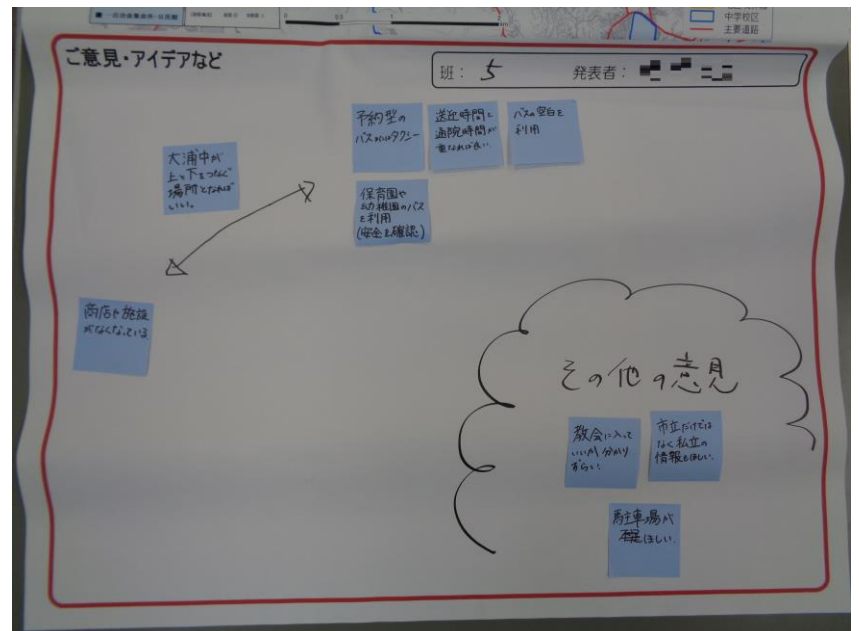 中学校区
主要道路
ご意見・アイデアなど
班: 5
発表者:
予約型の
バスまたはタクシー
送迎時間と
通院時間が
重なれば良い
バスの空白を
利用
大浦中が
上と下をつなぐ
場所となれば
いい。
保育園や
幼稚園のバス
を利用
(安全も確認)
商店や施設
がなくなっている
その他の意見
教会に入って
いいか分かり
ずらい
市立だけでは
なく私立の
情報もほしい。
駐車場が
ほしい。